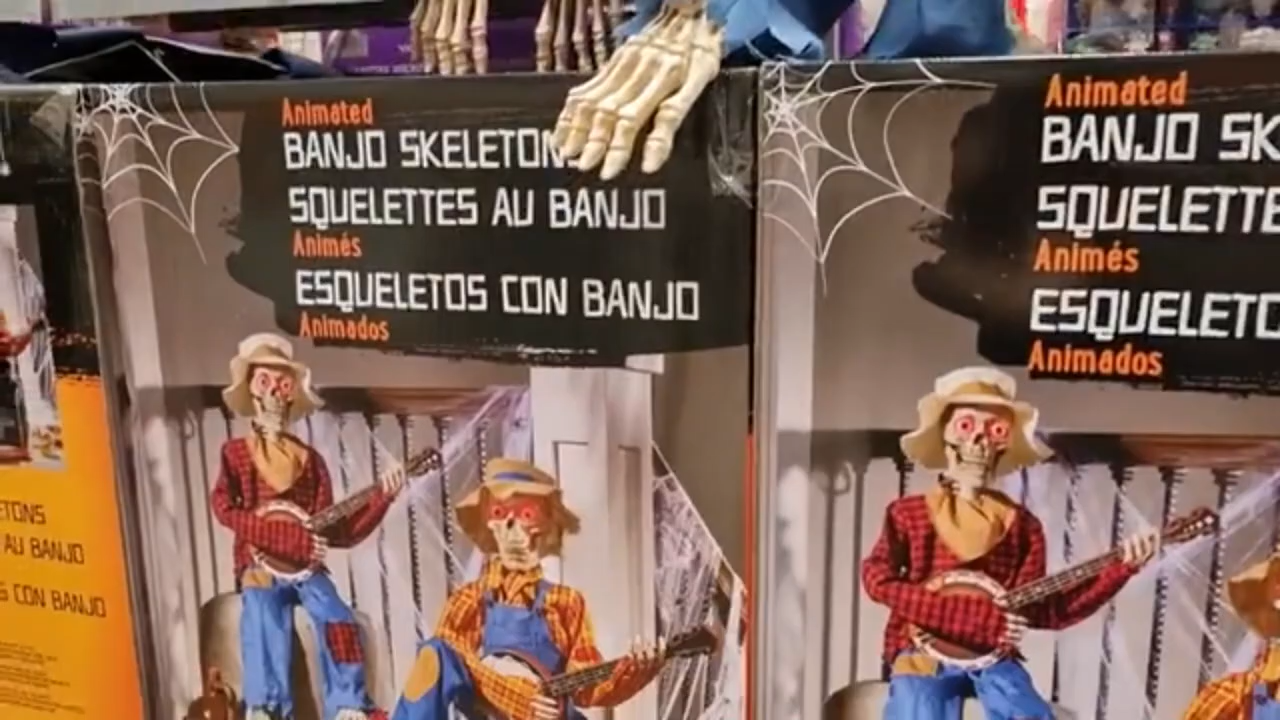 Animated
BANJO SKELETONS
SQUELETTES AU BANJO
Animés
ESQUELETOS CON BANJO
Animados
Animated
BANJO SK
SQUELETTE
Animés
ESQUELETO
Animados
ETONS
AU BANJO
S CON BANJO